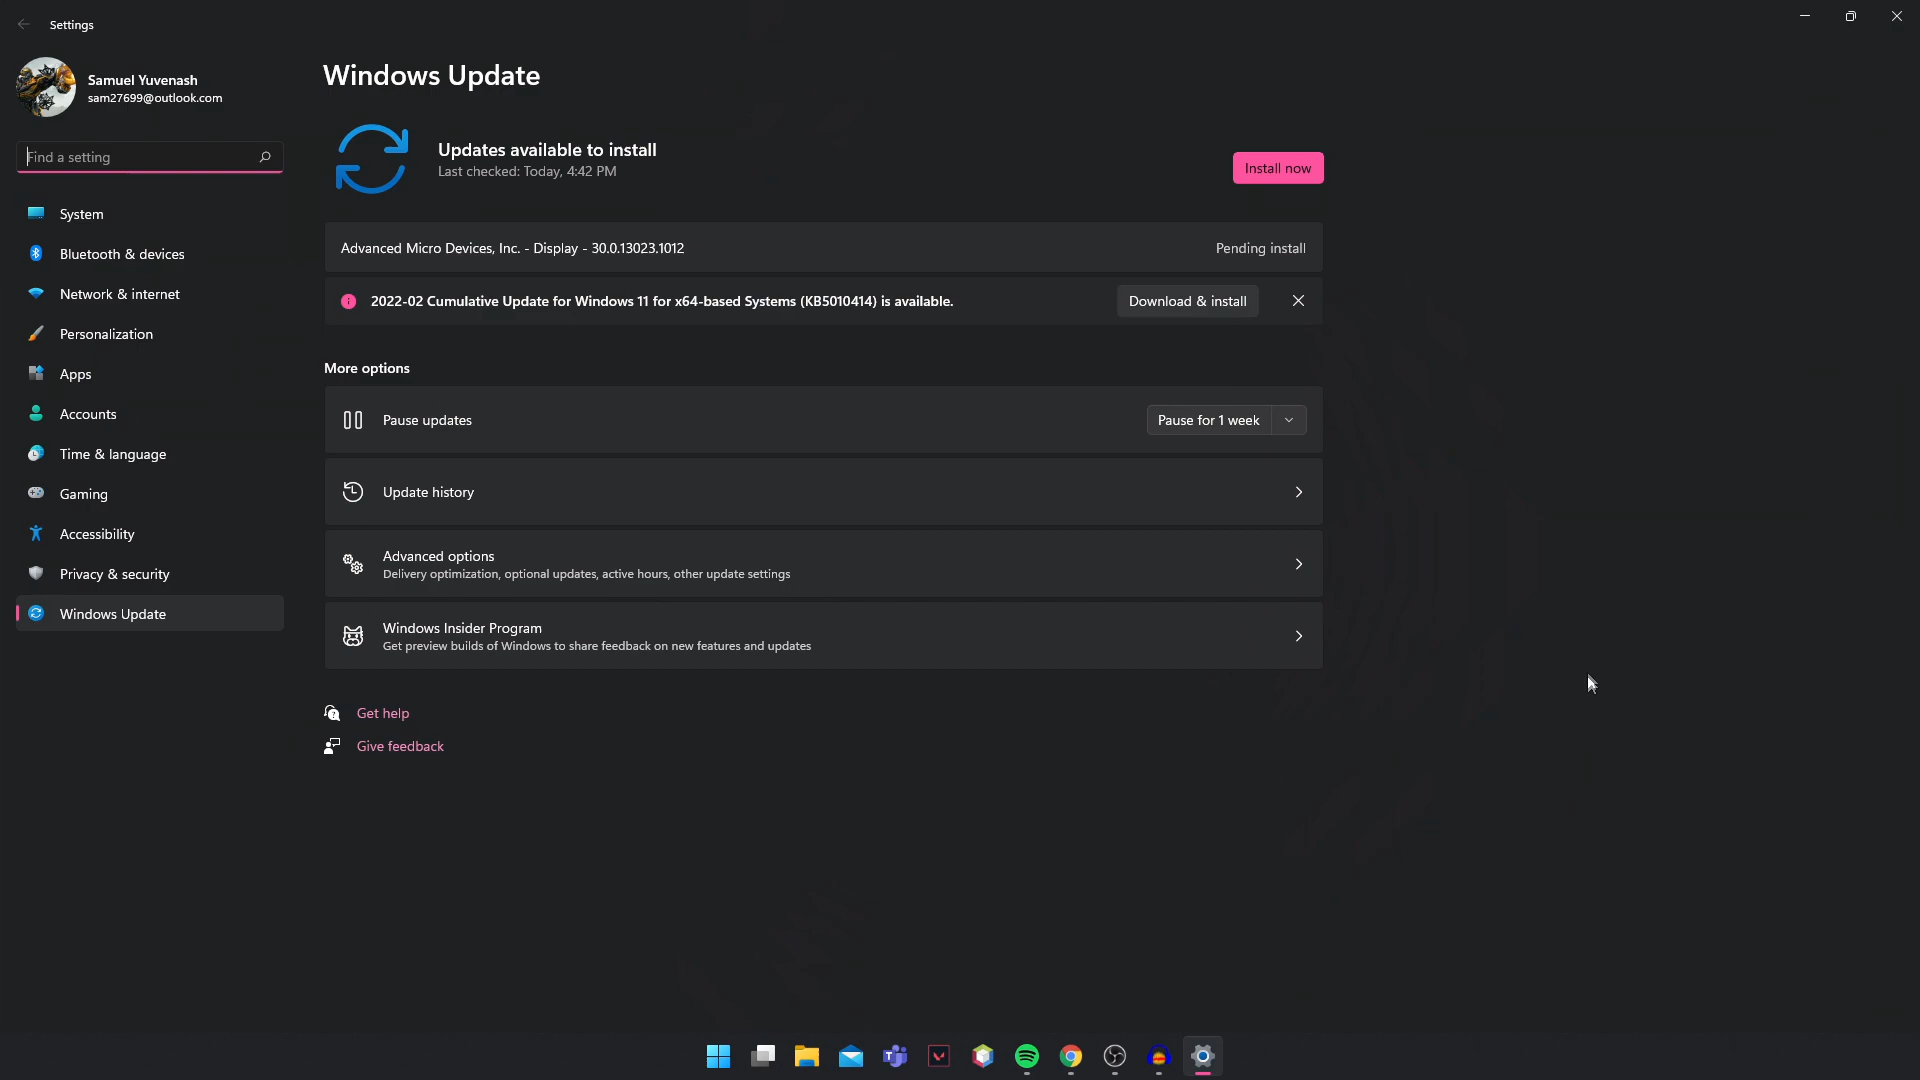 Settings
Samuel Yuvenash
sam27699@outlook.com
Find a setting
System
Bluetooth & devices
Network & internet
Personalization
Apps
Accounts
Time & language
Gaming
Accessibility
Privacy & security
Windows Update
Windows Update
Updates available to install
Last checked: Today, 4:42 PM
Install now
Advanced Micro Devices, Inc. - Display - 30.0.13023.1012
Pending install
2022-02 Cumulative Update for Windows 11 for x64-based Systems (KB5010414) is available.
Download & install
More options
Pause updates
Pause for 1 week
Update history
Advanced options
Delivery optimization, optional updates, active hours, other update settings
Windows Insider Program
Get preview builds of Windows to share feedback on new features and updates
Get help
Give feedback